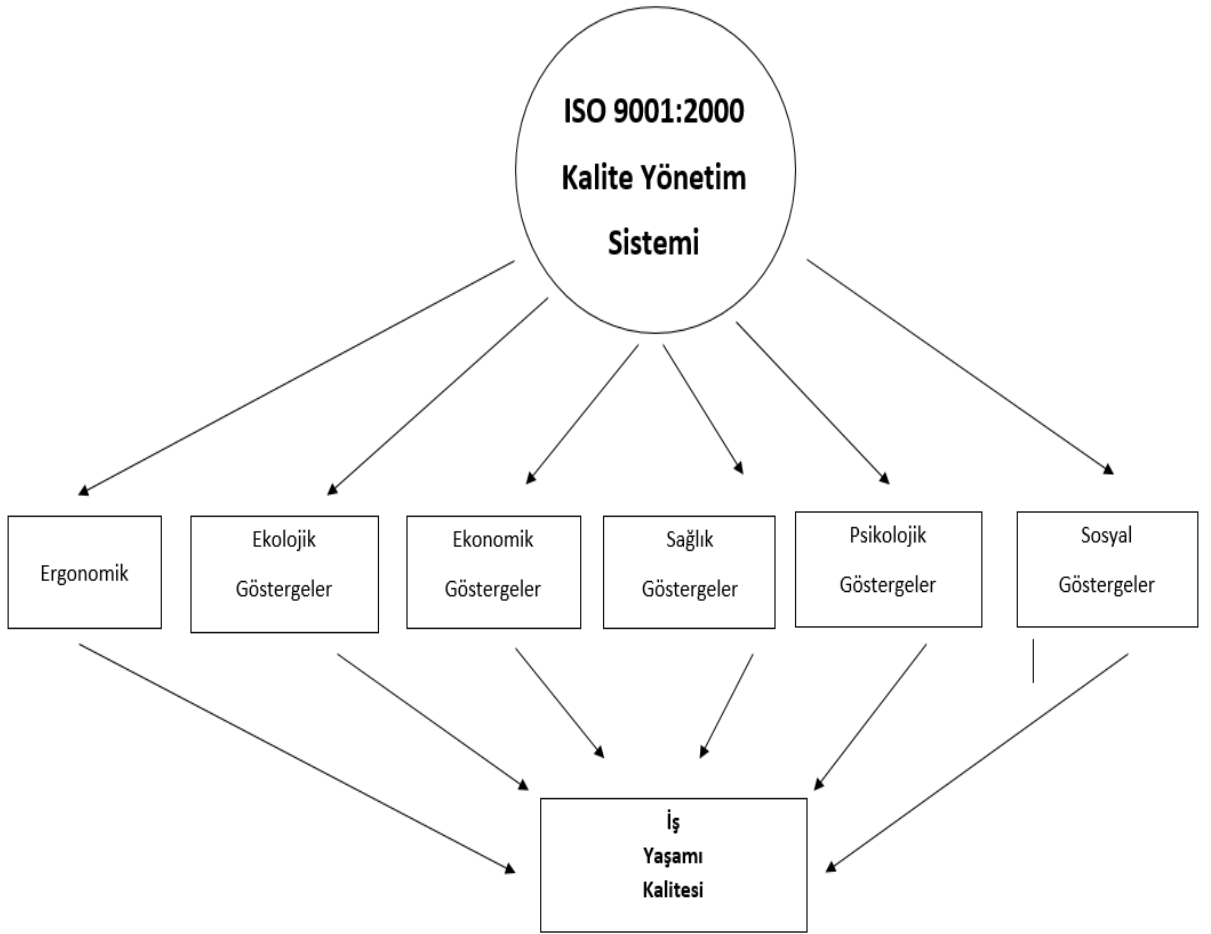 ISO 9001:2000
Kalite Yönetim
Sistemi
Ergonomik
Ekolojik
Göstergeler
Ekonomik
Göstergeler
Sağlık
Göstergeler
Psikolojik
Göstergeler
Sosyal
Göstergeler
İş
Yaşamı
Kalitesi